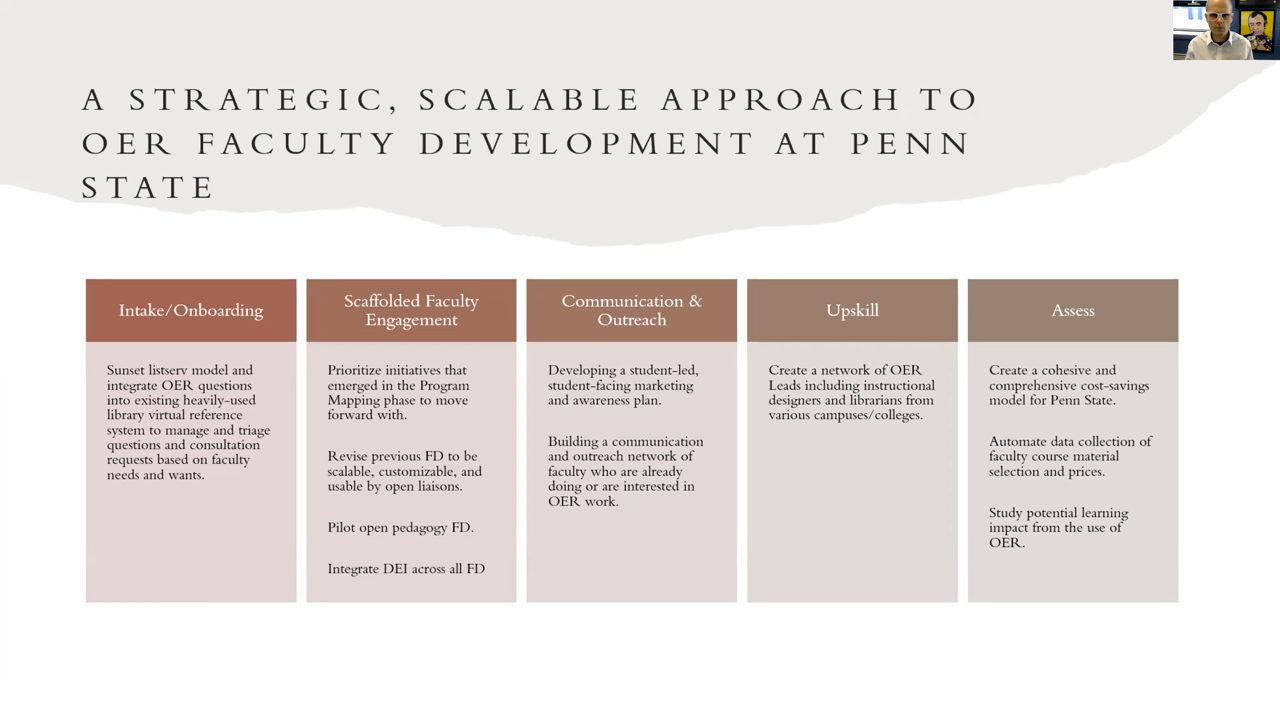 A STRATEGIC, SCALABLE APPROACH TO
OER FACULTY DEVELOPMENT AT PENN
STATE
Intake/Onboarding
Sunset listserv model and
integrate OER questions
into existing heavily-used
library virtual reference
system to manage and triage
questions and consultation
requests based on faculty
needs and wants.
Scaffolded Faculty
Engagement
Prioritize initiatives that
emerged in the Program
Mapping phase to move
forward with.
Revise previous FD to be
scalable, customizable, and
usable by open liaisons.
Pilot open pedagogy FD.
Integrate DEI across all FD
Communication &
Outreach
Developing a student-led,
student-facing marketing
and awareness plan.
Building a communication
and outreach network of
faculty who are already
doing or are interested in
OER work.
Upskill
Create a network of OER
Leads including instructional
designers and librarians from
various campuses/colleges.
Assess
Create a cohesive and
comprehensive cost-savings
model for Penn State.
Automate data collection of
faculty course material
selection and prices.
Study potential learning
impact from the use of
OER.